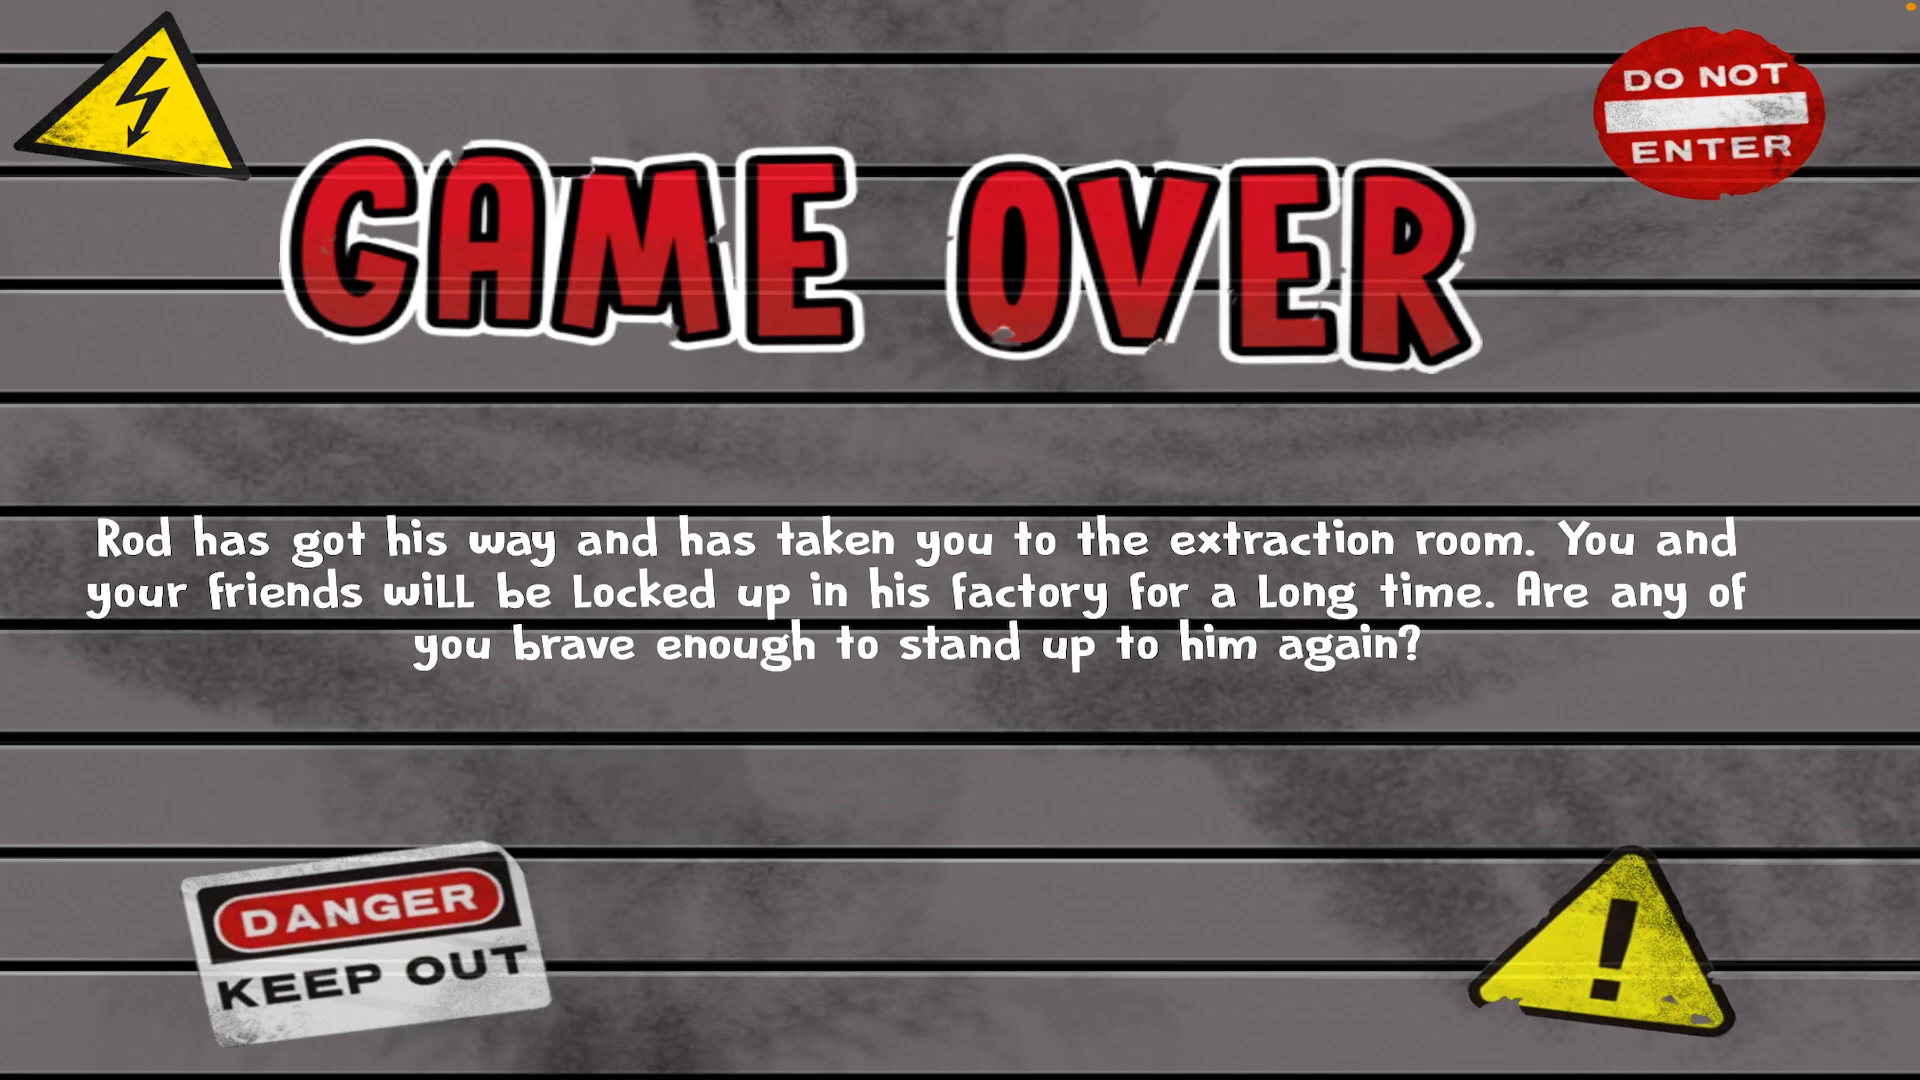 DO NOT
ENTER
GAME OVER
Rod has got his way and has taken you to the extraction room. You and
your friends will be Locked up in his factory for a Long time. Are any of
you brave enough to stand up to him again?
DANGER
KEEP OUT
!